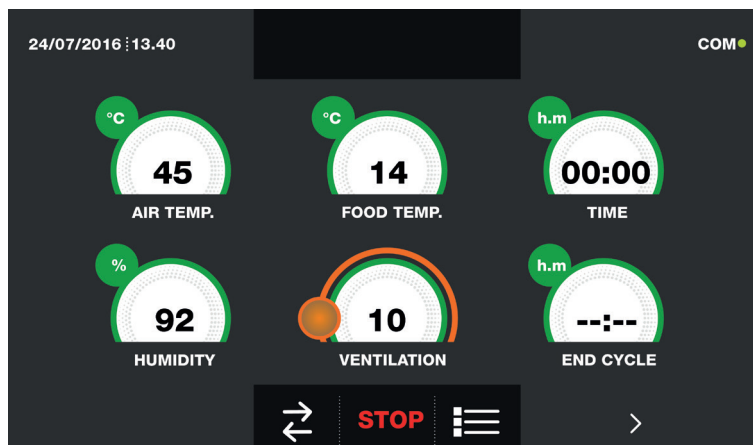 24/07/2016 13.40
COM
°C
°C
h.m
45
14
00:00
AIR TEMP.
FOOD TEMP.
TIME
%
h.m
92
10
--:--
HUMIDITY
VENTILATION
END CYCLE
STOP